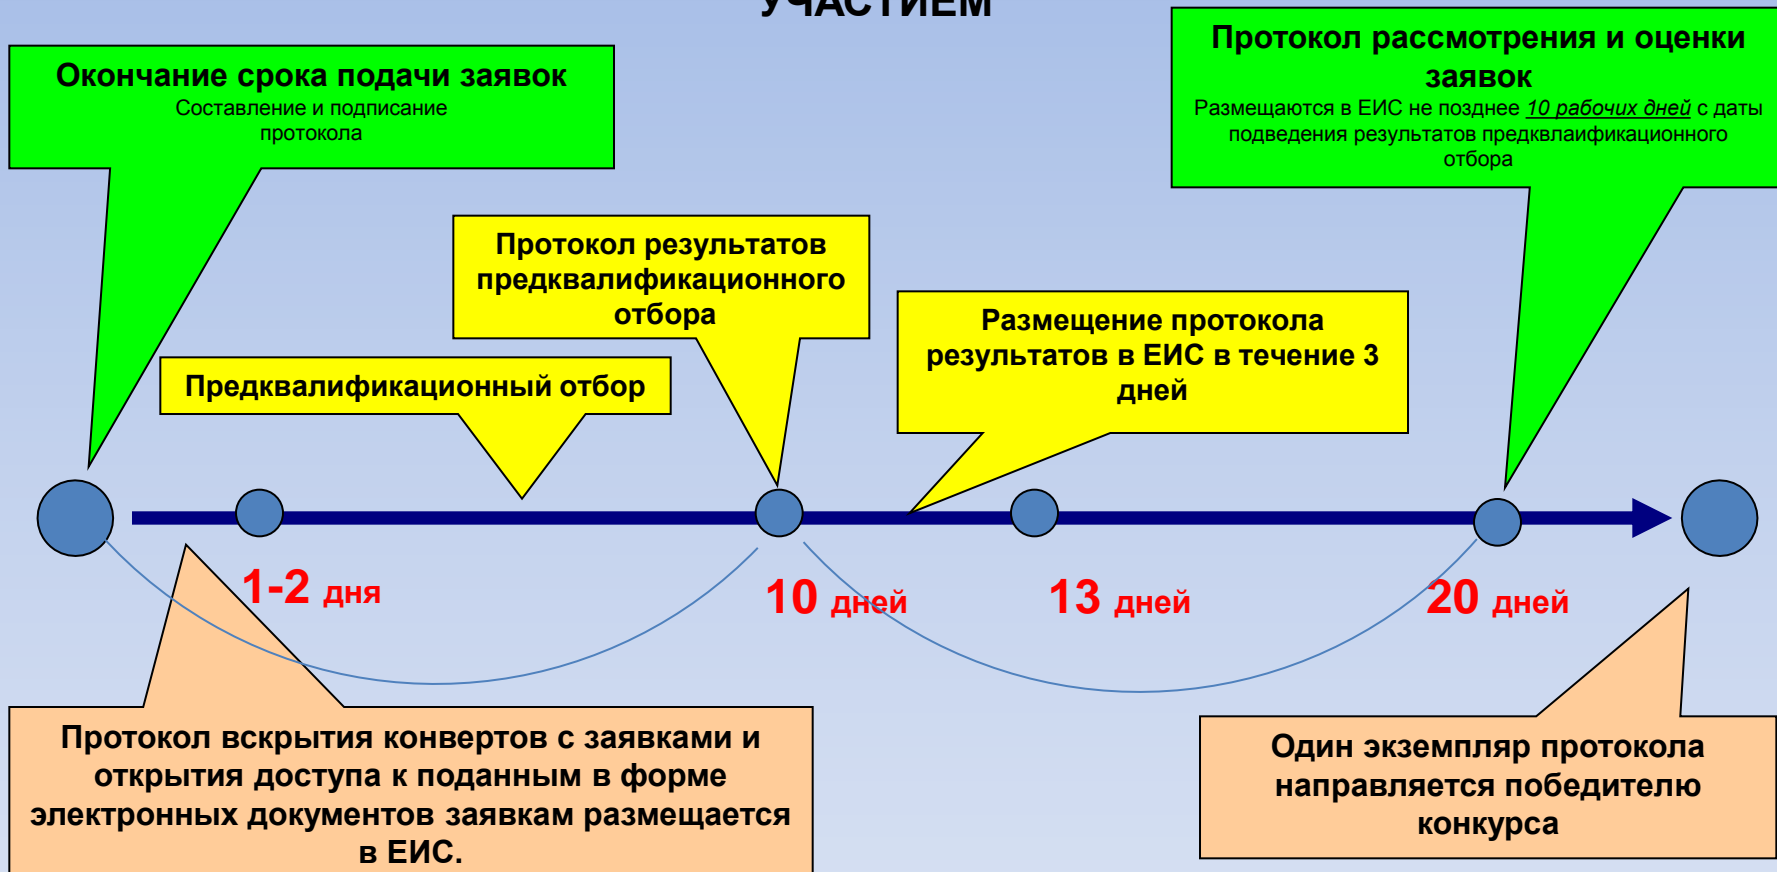 УЧАСТИЕМ
Окончание срока подачи заявок
Составление и подписание
протокола
Протокол рассмотрения и оценки
заявок
Размещаются в ЕИС не позднее 10 рабочих дней с даты
подведения результатов предквлаификационного
отбора
Протокол результатов
предквалификационного
отбора
Размещение протокола
результатов в ЕИС в течение 3
дней
Предквалификационный отбор
1-2 дня
10 дней
13 дней
20 дней
Протокол вскрытия конвертов с заявками и
открытия доступа к поданным в форме
электронных документов заявкам размещается
в ЕИС.
Один экземпляр протокола
направляется победителю
конкурса